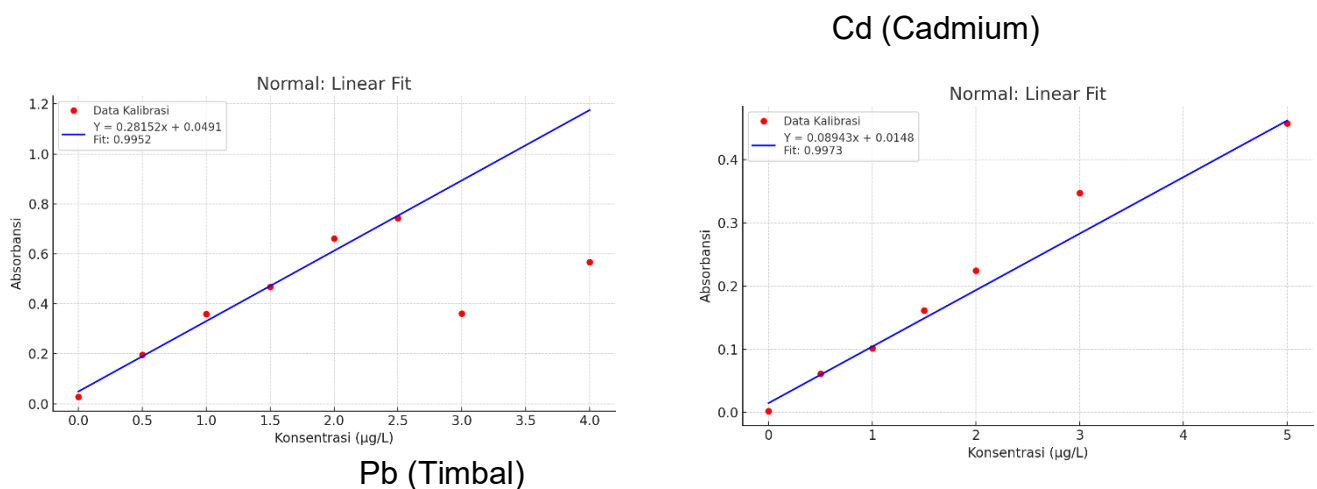 Cd (Cadmium)
Normal: Linear Fit
1.2
1.0
0.8
0.6
0.4
0.2
0.0
Absorbansi
Data Kalibrasi
Y = 0.28152x + 0.0491
Fit: 0.9952
0.0 0.5 1.0 1.5 2.0 2.5 3.0 3.5 4.0
Konsentrasi (µg/L)
Pb (Timbal)
Normal: Linear Fit
0.4
0.3
0.2
0.1
0.0
Absorbansi
Data Kalibrasi
Y = 0.08943x + 0.0148
Fit: 0.9973
0 1 2 3 4 5
Konsentrasi (µg/L)